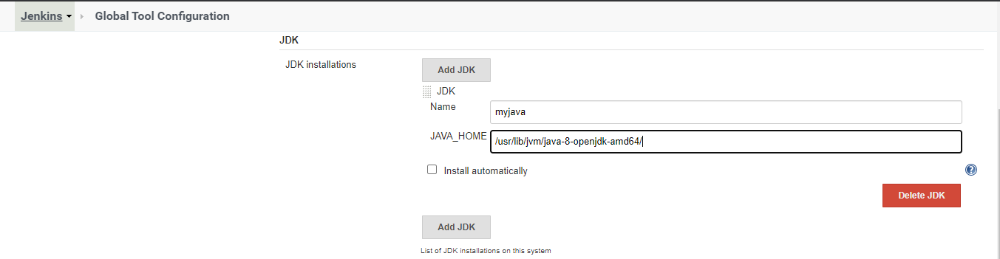 Jenkins Global Tool Configuration
JDK
JDK installations
Add JDK
JDK
Name
myjava
JAVA_HOME
/usr/lib/jvm/java-8-openjdk-amd64/
Install automatically
?
Delete JDK
Add JDK
List of JDK installations on this system